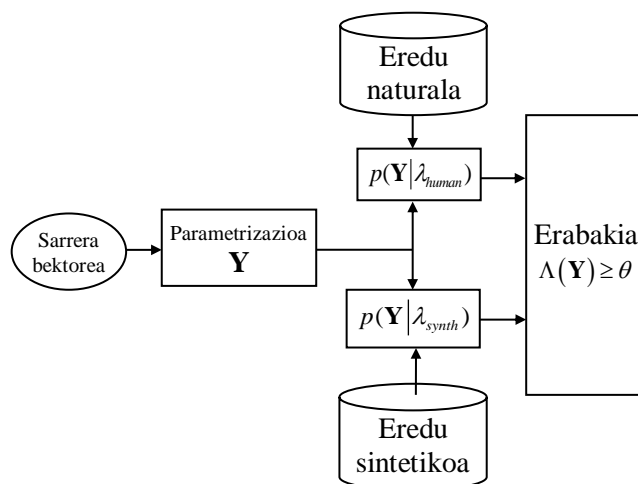 Eredu
naturala
p(Y|λhuman)
Sarrera
bektorea
Parametrizazioa
Y
Erabakia
Λ(Y) ≥ θ
p(Y|λsynth)
Eredu
sintetikoa